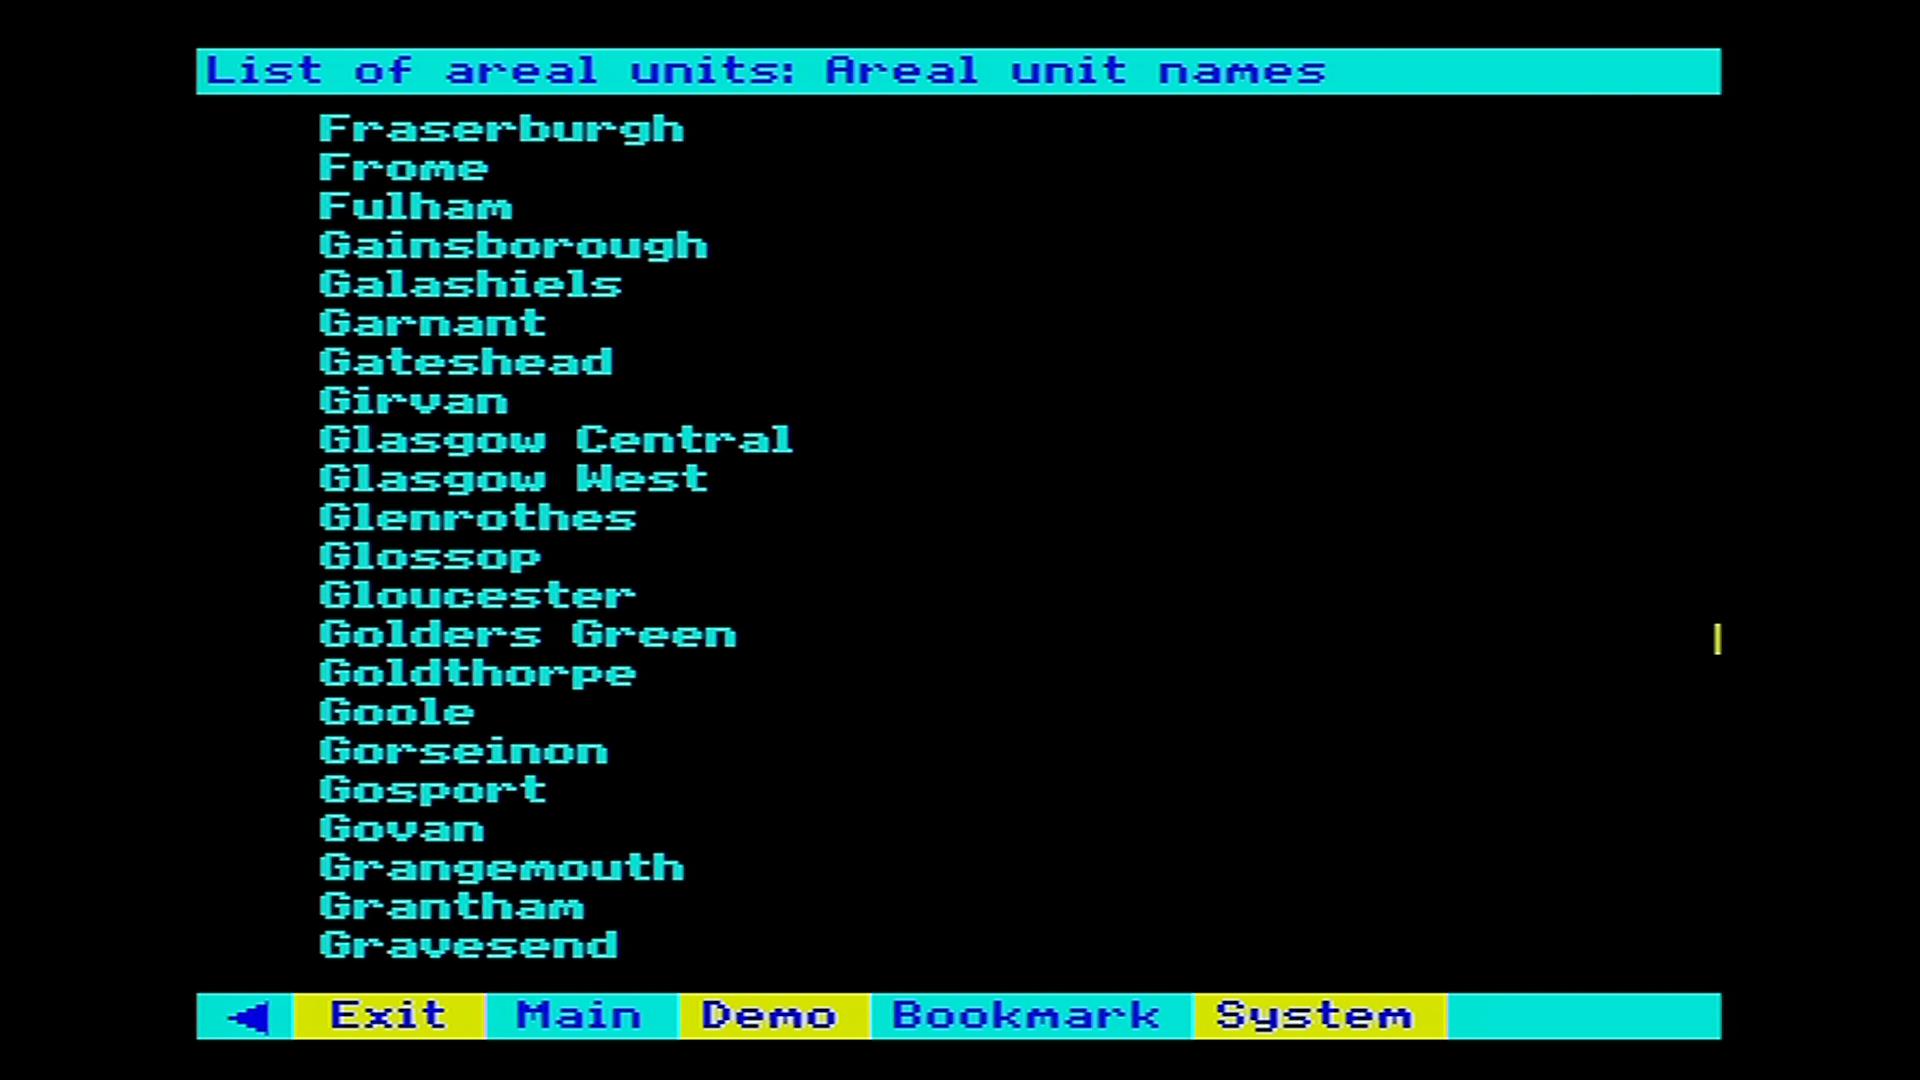 List of areal units: Areal unit names
Fraserburgh
Frome
Fulham
Gainsborough
Galashiels
Garnant
Gateshead
Girvan
Glasgow Central
Glasgow West
Glenrothes
Glossop
Gloucester
Golders Green
Goldthorpe
Goole
Gorseinon
Gosport
Govan
Grangemouth
Grantham
Gravesend
Exit Main Demo Bookmark System